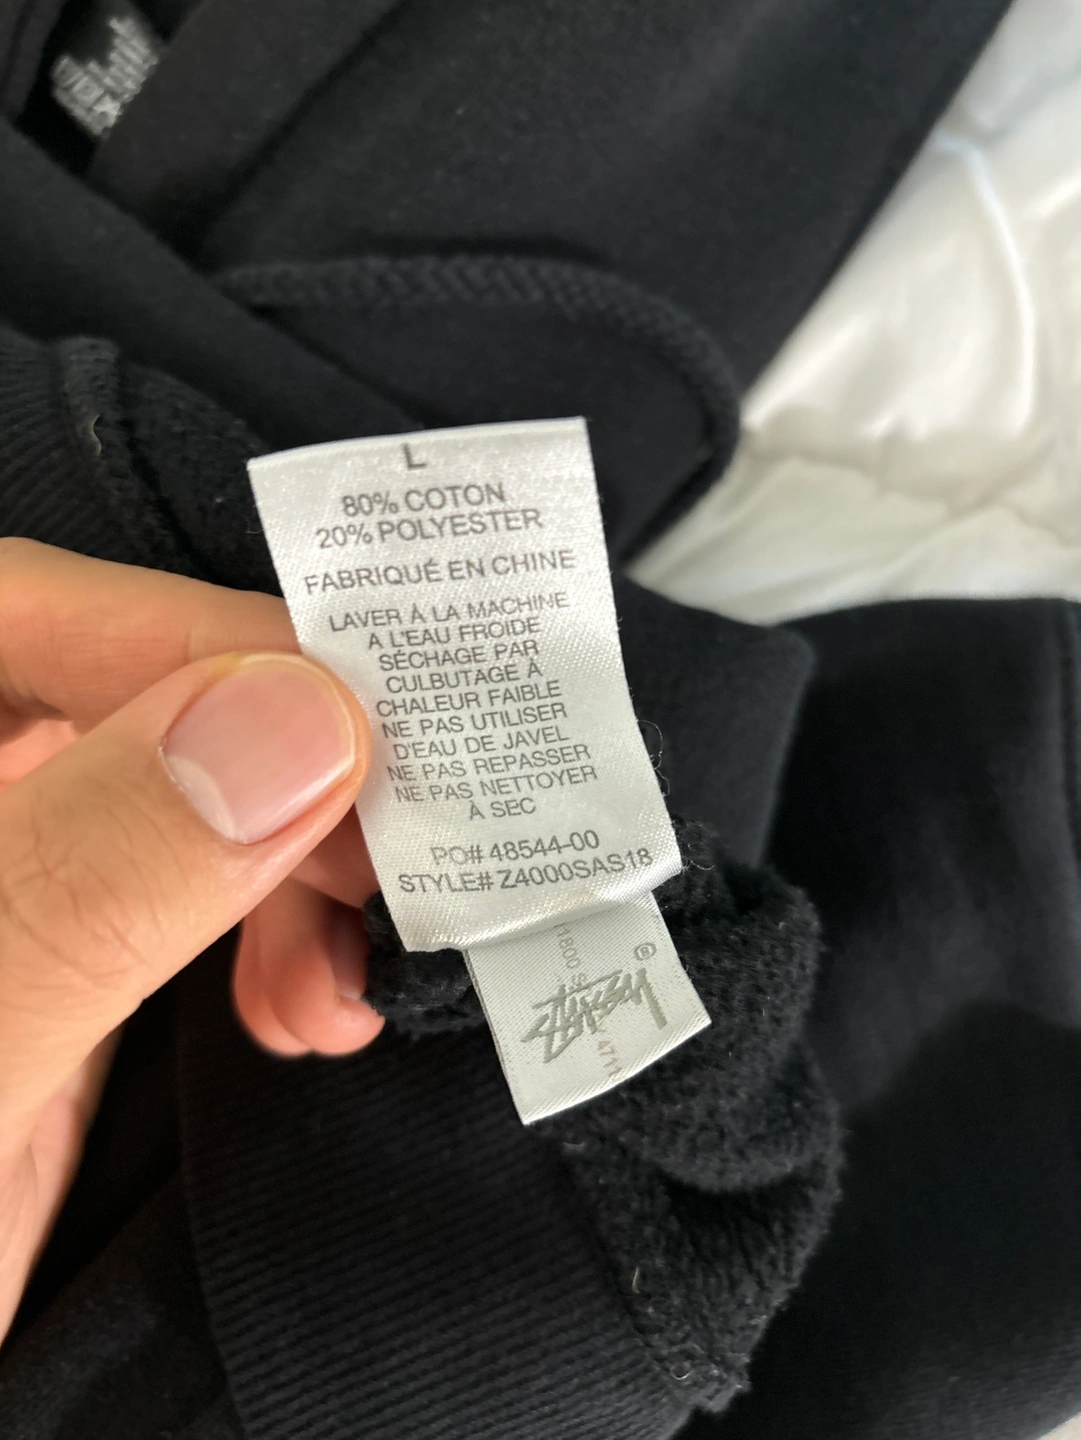 L
80% COTON
20% POLYESTER
FABRIQUÉ EN CHINE
LAVER À LA MACHINE
A L'EAU FROIDE
SÉCHAGE PAR
CULBUTAGE À
CHALEUR FAIBLE
NE PAS UTILISER
D'EAU DE JAVEL
NE PAS REPASSER
NE PAS NETTOYER
À SEC
PO# 48544-00
STYLE# Z4000SAS18